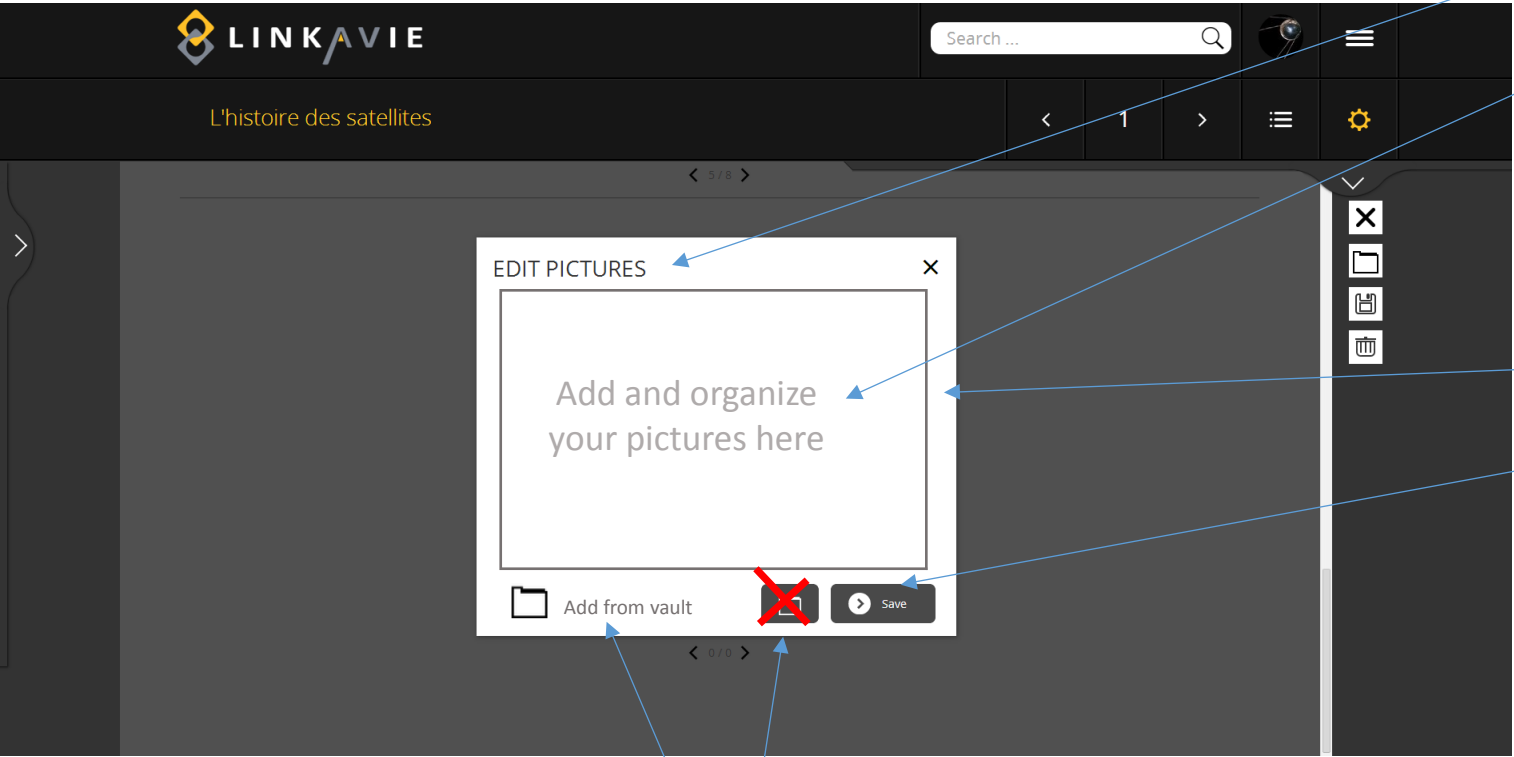 LINKAVIE
Search ...
L'histoire des satellites
1
5/8
EDIT PICTURES
Add and organize
your pictures here
Add from vault
Save
0/0